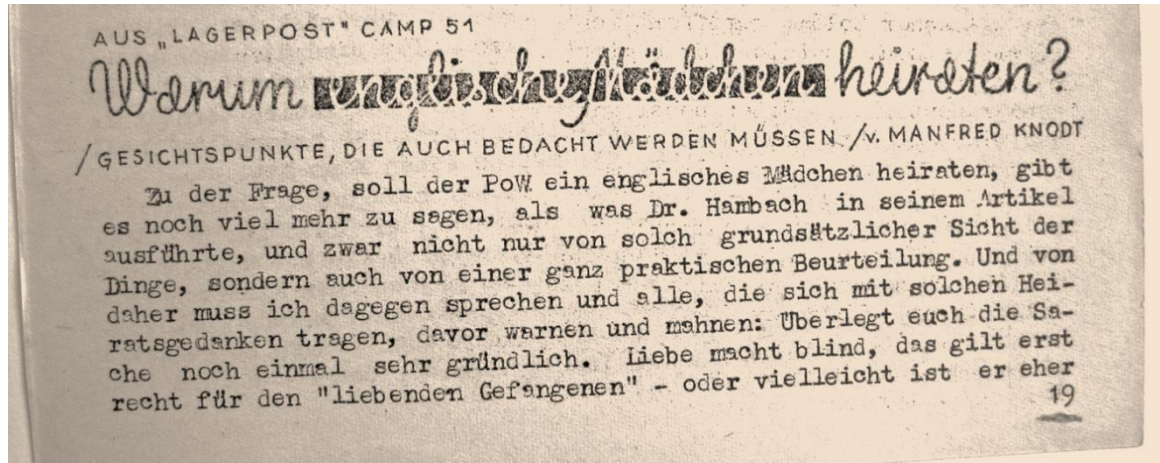 AUS „LAGERPOST" CAMP 51
Warum englische Mädchen heiraten?
/GESICHTSPUNKTE, DIE AUCH BEDACHT WERDEN MÜSSEN /v. MANFRED KNODT
Zu der Frage, soll der PoW ein englisches Mädchen heiraten, gibt
es noch viel mehr zu sagen, als was Dr. Hambach in seinem Artikel
ausführte, und zwar nicht nur von solch grundsätzlicher Sicht der
Dinge, sondern auch von einer ganz praktischen Beurteilung. Und von
daher muss ich dagegen sprechen und alle, die sich mit solchen Hei-
ratsgedanken tragen, davor warnen und mahnen: Überlegt euch die Sa-
che noch einmal sehr gründlich. Liebe macht blind, das gilt erst
recht für den "liebenden Gefangenen" - oder vielleicht ist er eher
19